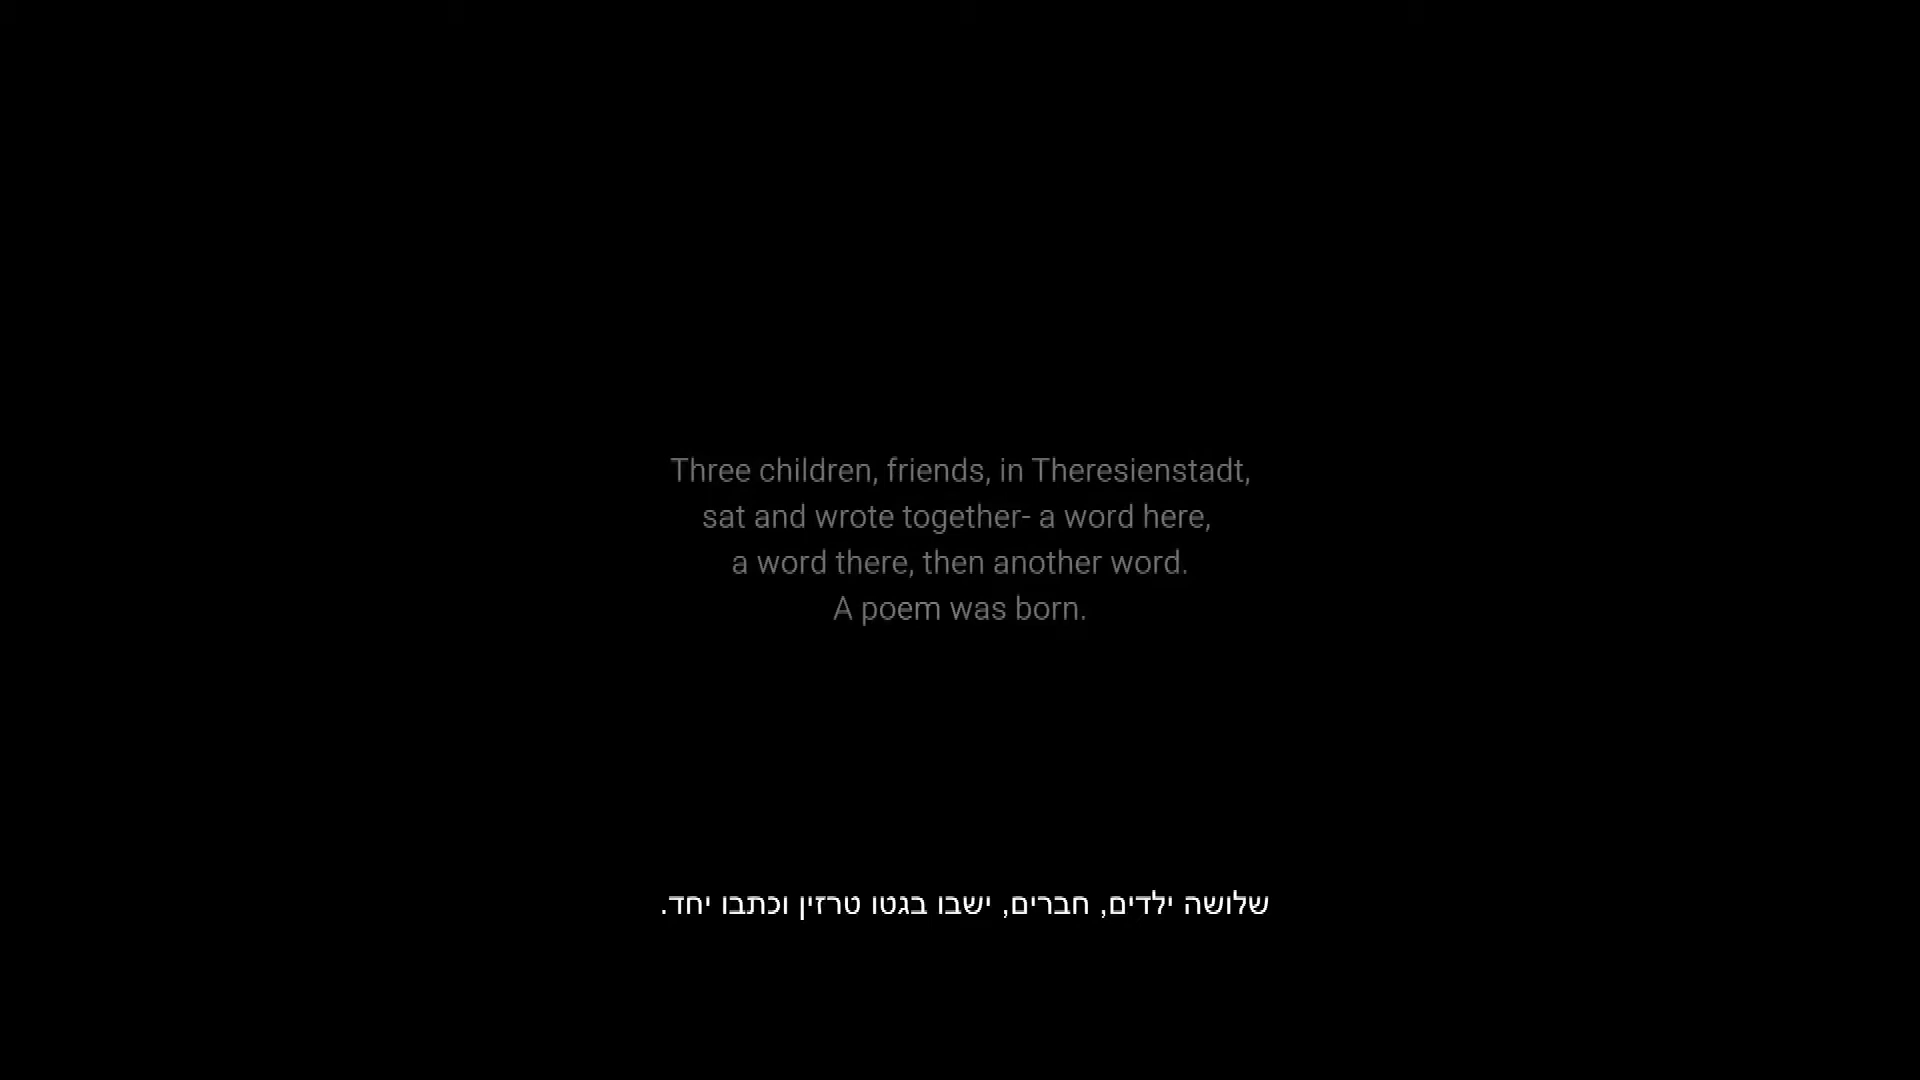 Three children, friends, in Theresienstadt,
sat and wrote together- a word here,
a word there, then another word.
A poem was born.
שלושה ילדים, חברים, ישבו בגטו טרזין וכתבו יחד.